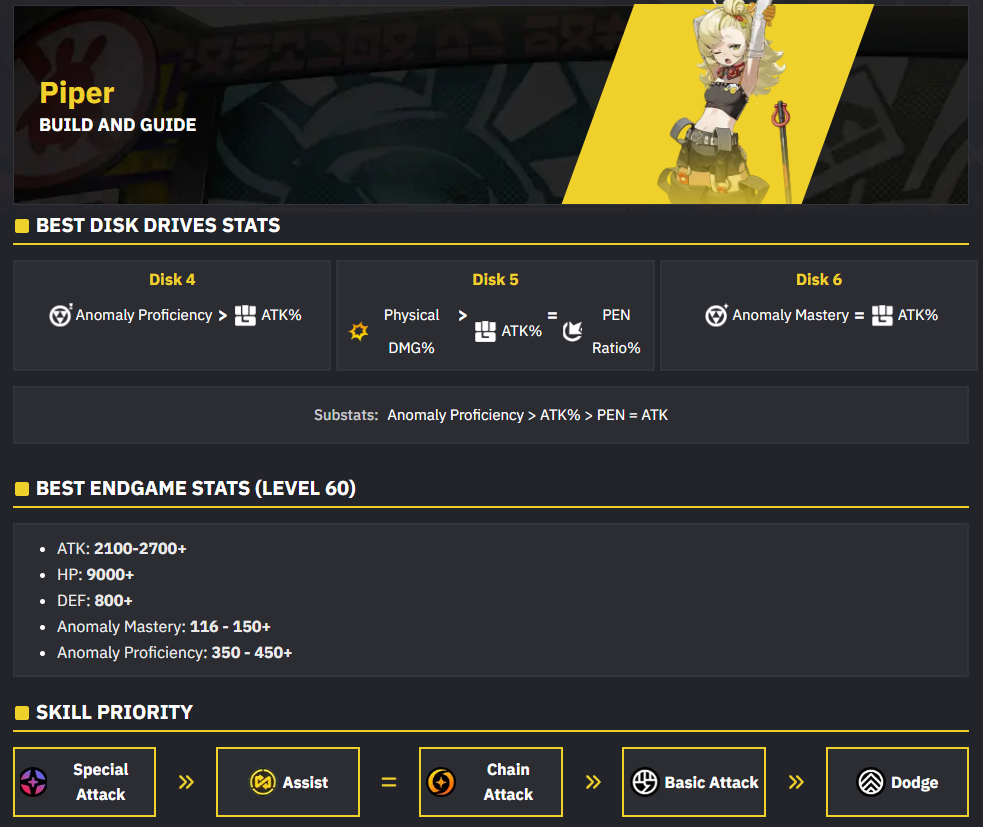 Piper
BUILD AND GUIDE
BEST DISK DRIVES STATS
Disk 4
Anomaly Proficiency > ATK%
Disk 5
Physical DMG% > ATK% = PEN Ratio%
Disk 6
Anomaly Mastery = ATK%
Substats: Anomaly Proficiency > ATK% > PEN = ATK
BEST ENDGAME STATS (LEVEL 60)
• ATK: 2100-2700+
• HP: 9000+
• DEF: 800+
• Anomaly Mastery: 116 - 150+
• Anomaly Proficiency: 350 - 450+
SKILL PRIORITY
Special Attack >> Assist = Chain Attack >> Basic Attack >> Dodge